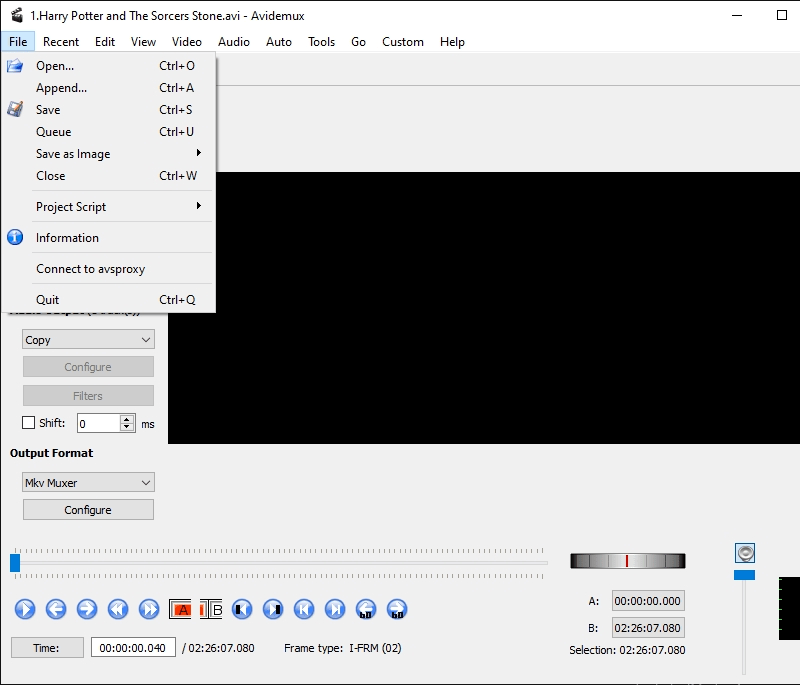 1.Harry Potter and The Sorcers Stone.avi - Avidemux
File Recent Edit View Video Audio Auto Tools Go Custom Help
Open... Ctrl+O
Append... Ctrl+A
Save Ctrl+S
Queue Ctrl+U
Save as Image
Close Ctrl+W
Project Script
Information
Connect to avsproxy
Quit Ctrl+Q
Copy
Configure
Filters
Shift: 0 ms
Output Format
Mkv Muxer
Configure
A B
60 60
A: 00:00:00.000
B: 02:26:07.080
Time: 00:00:00.040 / 02:26:07.080 Frame type: I-FRM (02)
Selection: 02:26:07.080